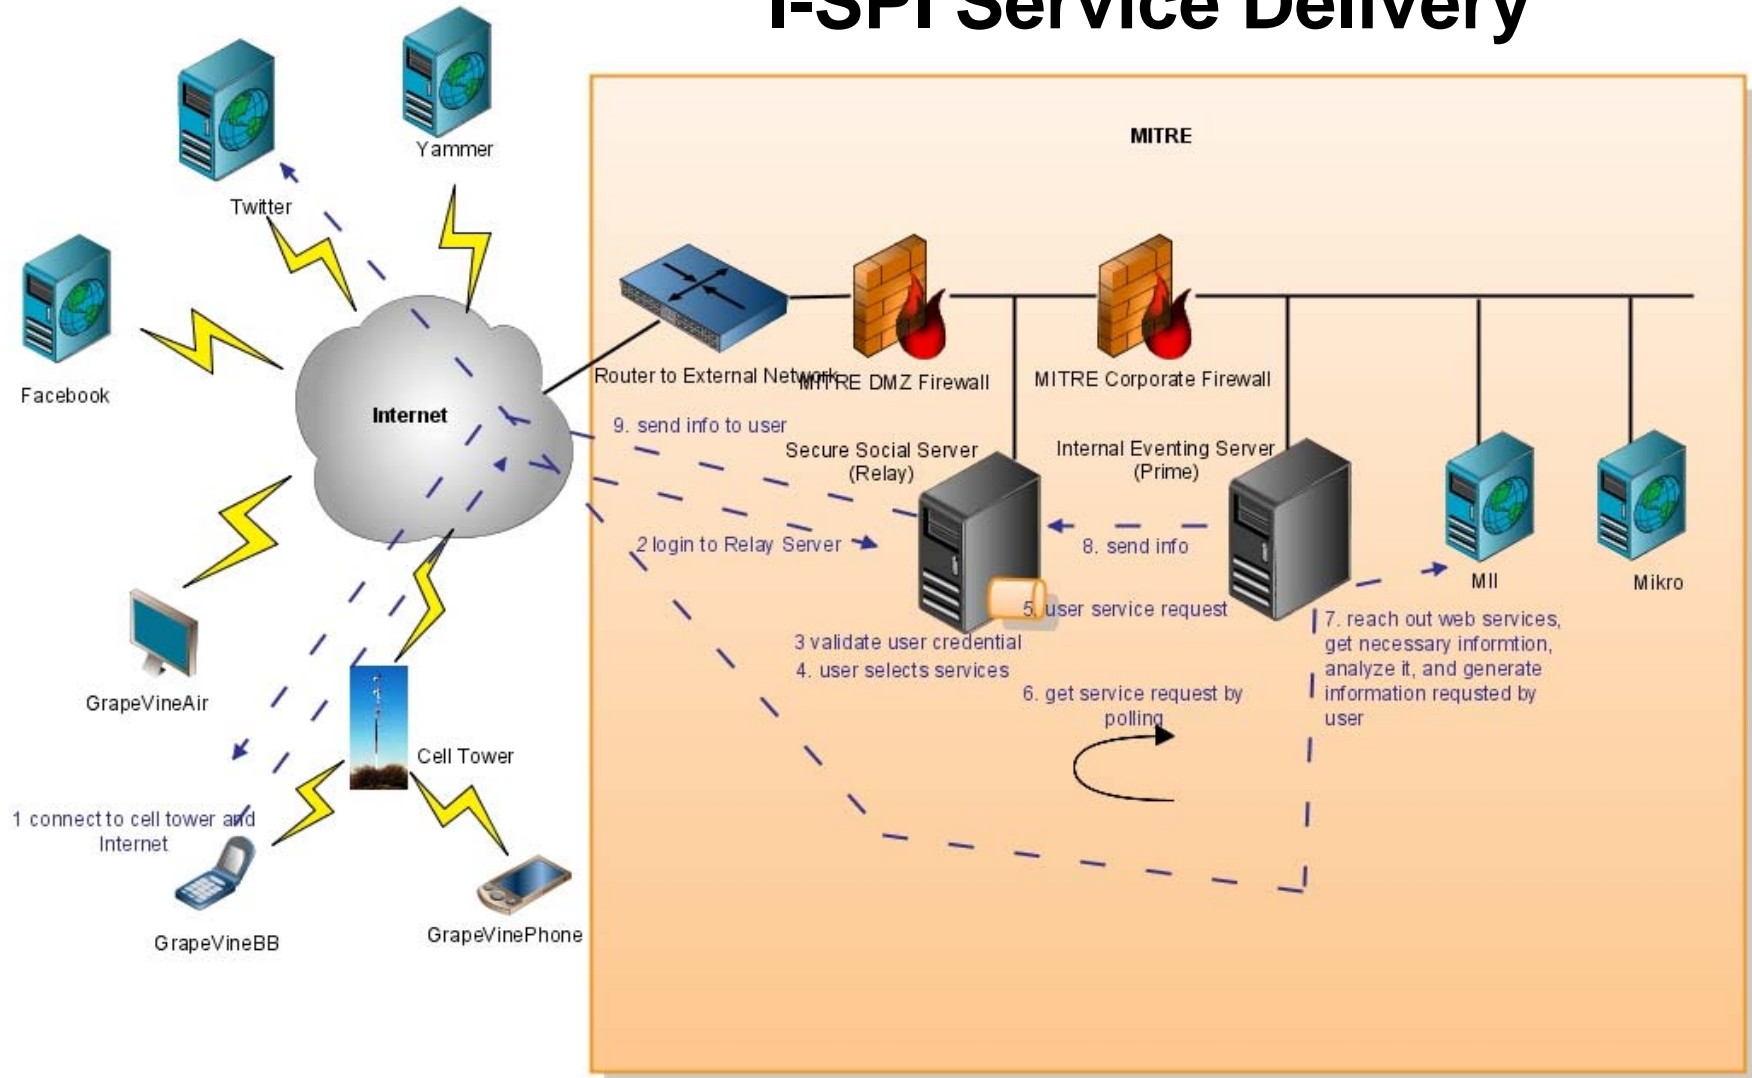 I-SPI Service Delivery
Yammer
MITRE
Twitter
Facebook
Internet
Router to External Network
MITRE DMZ Firewall
MITRE Corporate Firewall
9. send info to user
Secure Social Server
(Relay)
Internal Eventing Server
(Prime)
2 login to Relay Server
8. send info
MII
Mikro
5. user service request
3 validate user credential
4. user selects services
7. reach out web services,
get necessary informtion,
analyze it, and generate
information requsted by
user
6. get service request by
polling
GrapeVineAir
Cell Tower
1 connect to cell tower and
Internet
GrapeVineBB
GrapeVinePhone